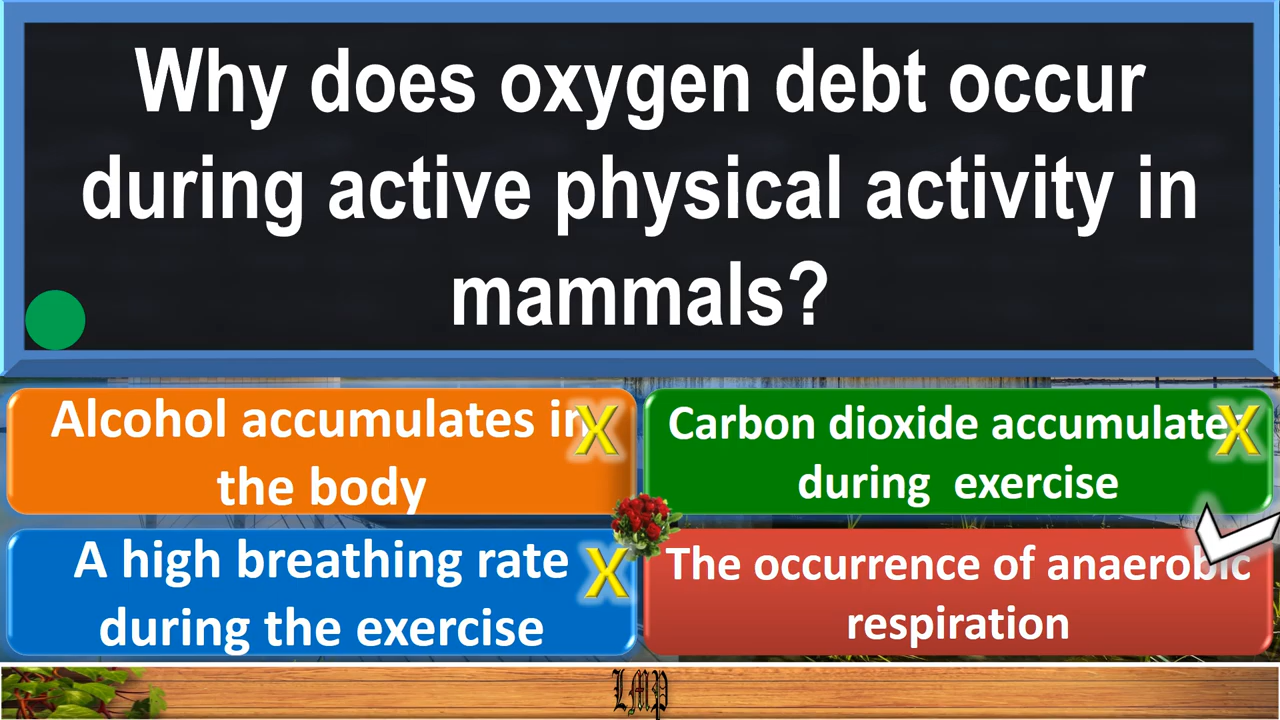 Why does oxygen debt occur
during active physical activity in
mammals?
Alcohol accumulates in
the body
X
Carbon dioxide accumulates
during exercise
X
A high breathing rate
during the exercise
X
The occurrence of anaerobic
respiration
LMP